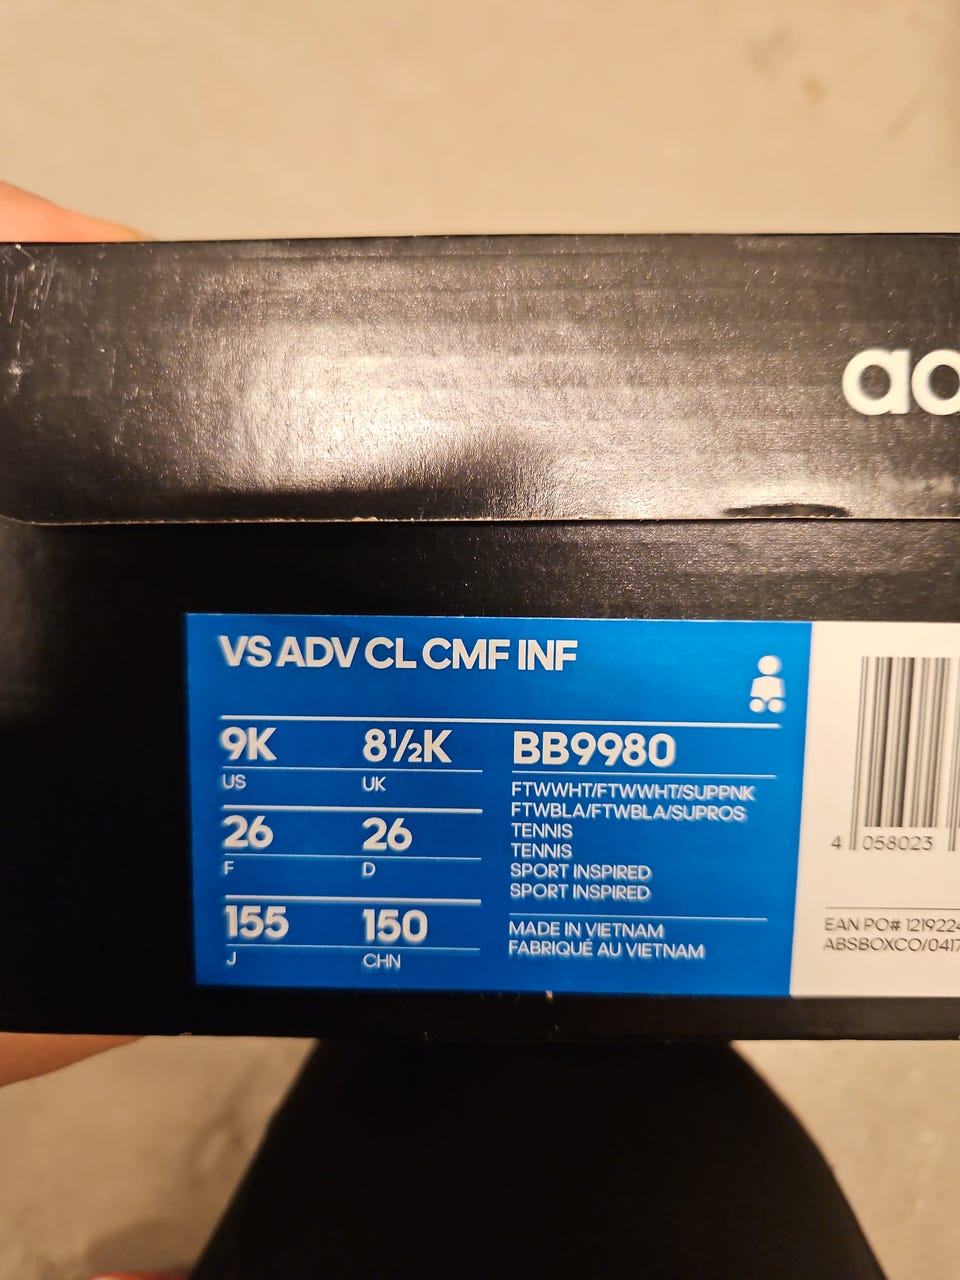 ad
VS ADV CL CMF INF
9K 8½K
US UK
26 26
F D
155 150
J CHN
BB9980
FTWWHT/FTWWHT/SUPPNK
FTWBLA/FTWBLA/SUPROS
TENNIS
TENNIS
SPORT INSPIRED
SPORT INSPIRED
MADE IN VIETNAM
FABRIQUÉ AU VIETNAM
4 058023
EAN PO# 1219224
ABSBOXCO/0417